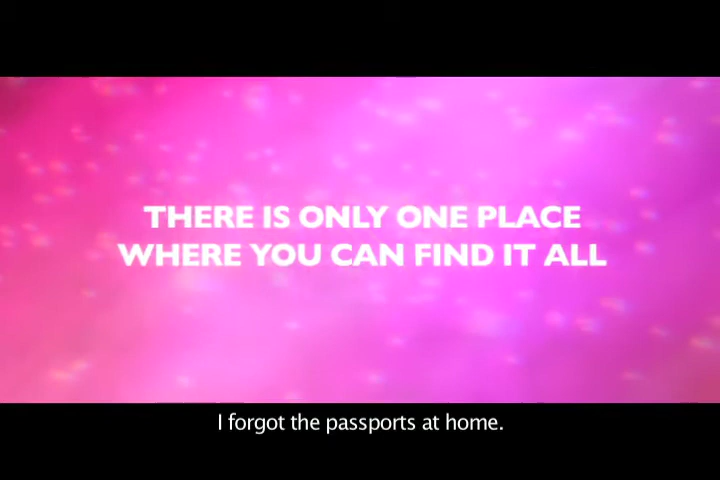 THERE IS ONLY ONE PLACE
WHERE YOU CAN FIND IT ALL
I forgot the passports at home.